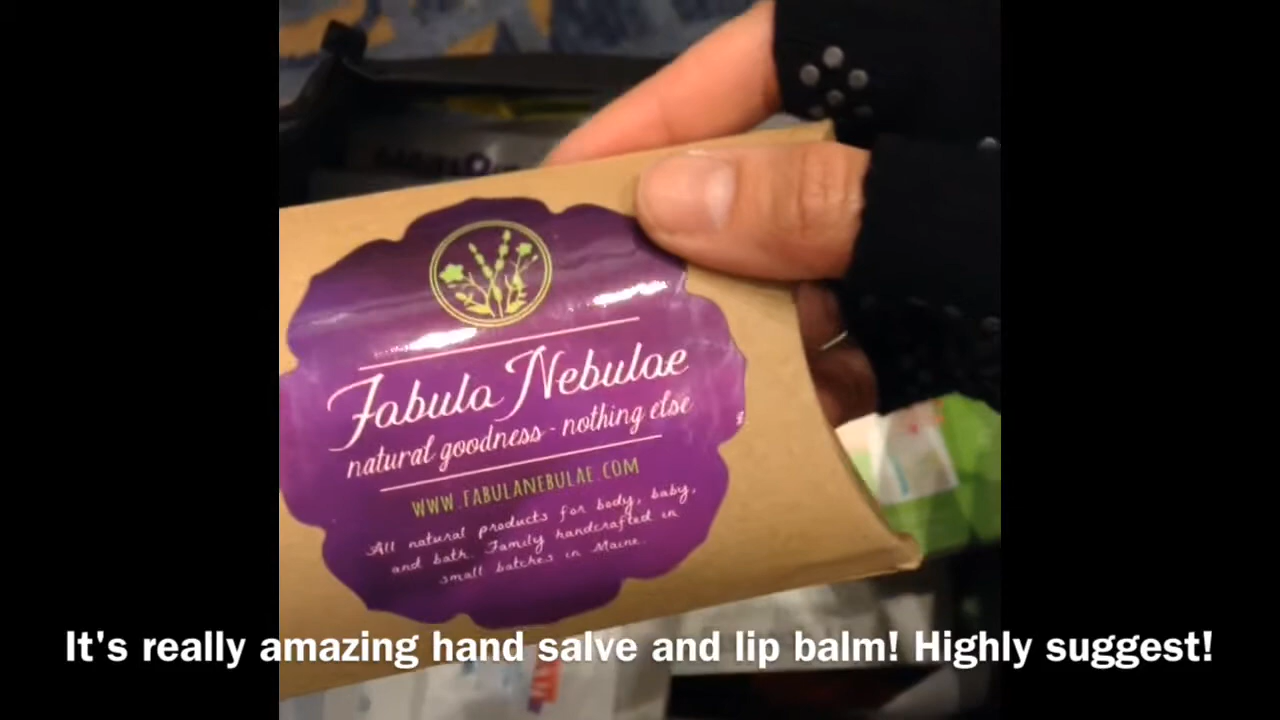 Fabula Nebulae
natural goodness - nothing else
WWW.FABULANEBULAE.COM
All natural products for body, baby,
and bath. Family handcrafted in
small batches in Maine.
It's really amazing hand salve and lip balm! Highly suggest!